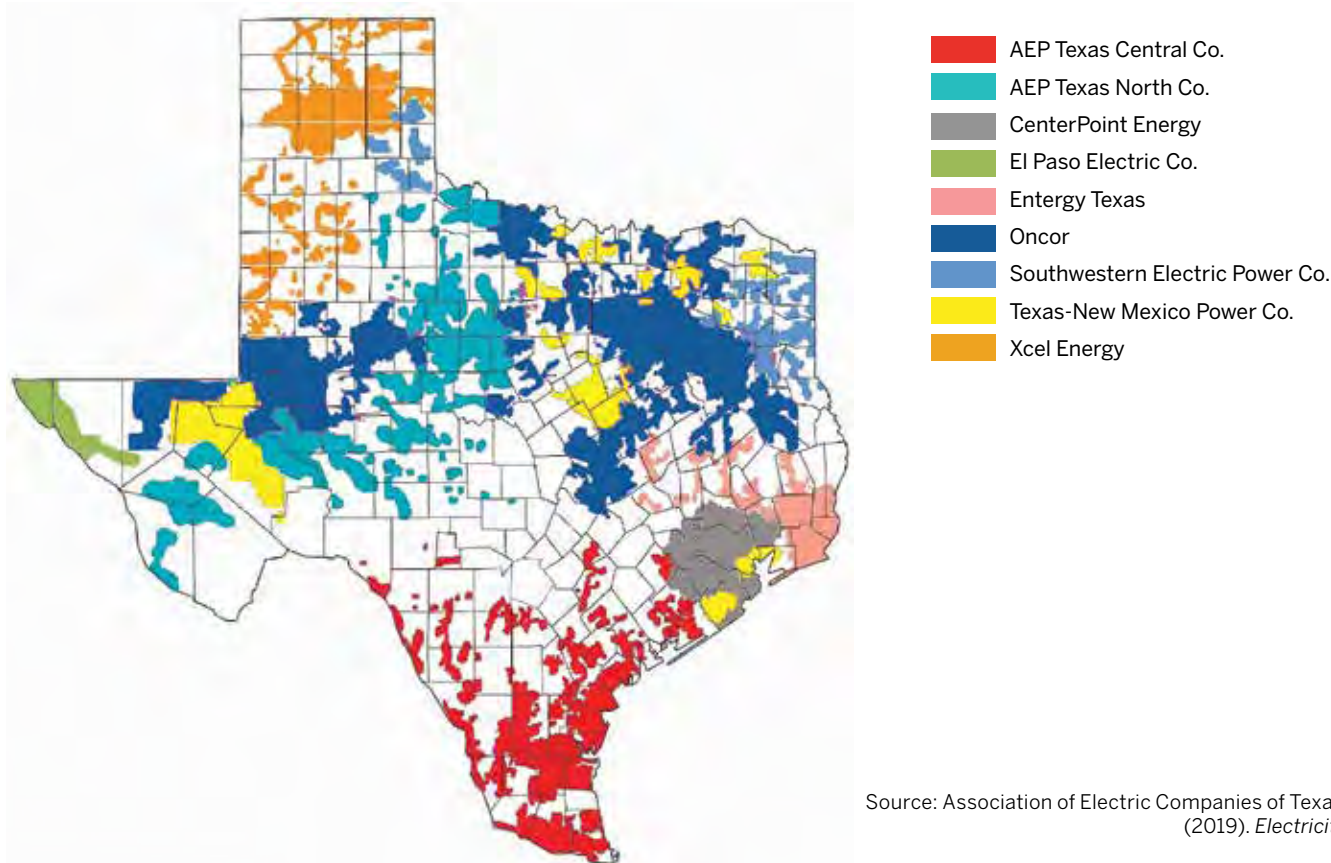 AEP Texas Central Co.
AEP Texas North Co.
CenterPoint Energy
El Paso Electric Co.
Entergy Texas
Oncor
Southwestern Electric Power Co.
Texas-New Mexico Power Co.
Xcel Energy
Source: Association of Electric Companies of Texa
(2019). Electrici